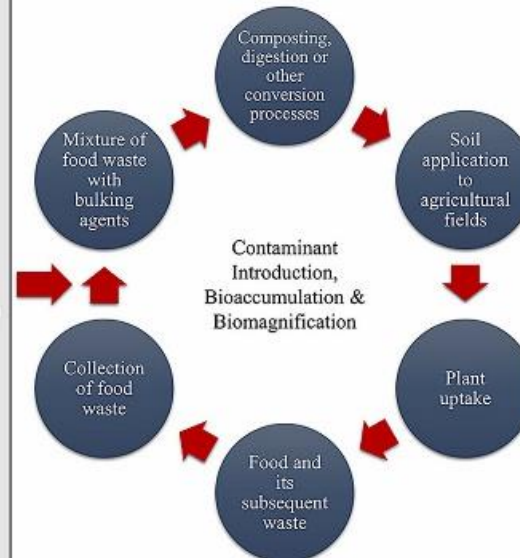 Composting,
digestion or
other
conversion
processes
Soil
application
to
agricultural
fields
Plant
uptake
Food and
its
subsequent
waste
Collection
of food
waste
Mixture of
food waste
with
bulking
agents
Contaminant
Introduction,
Bioaccumulation &
Biomagnification